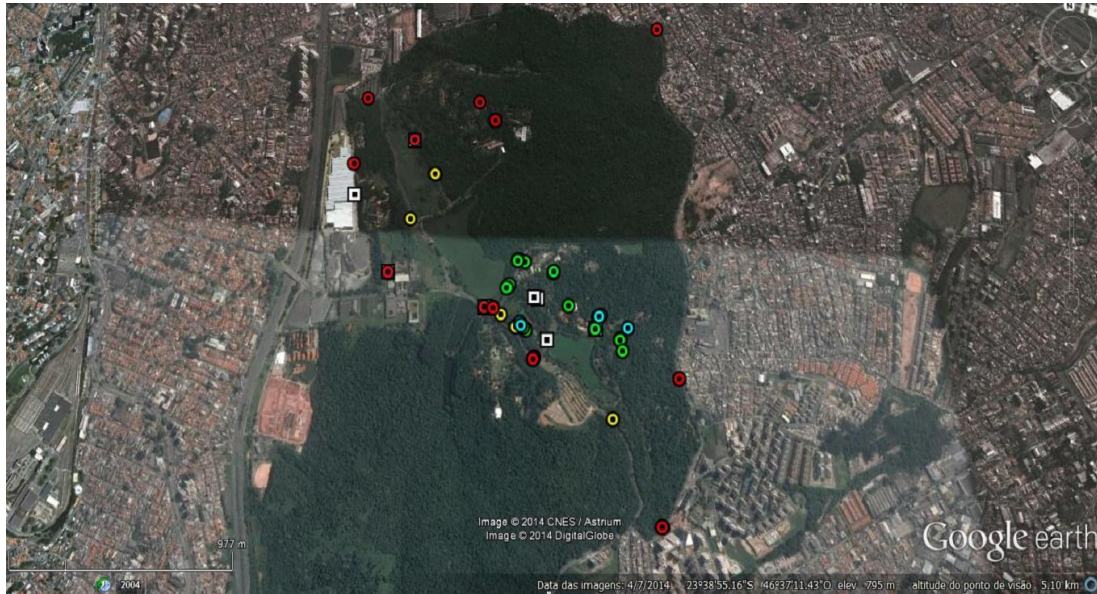 N
Image © 2014 CNES / Astrium
Image © 2014 DigitalGlobe
Google earth
977 m
2004
Data das imagens: 4/7/2014 23°38'55.16"S 46°37'11.43"O elev 795 m altitude do ponto de visão 5.10 km